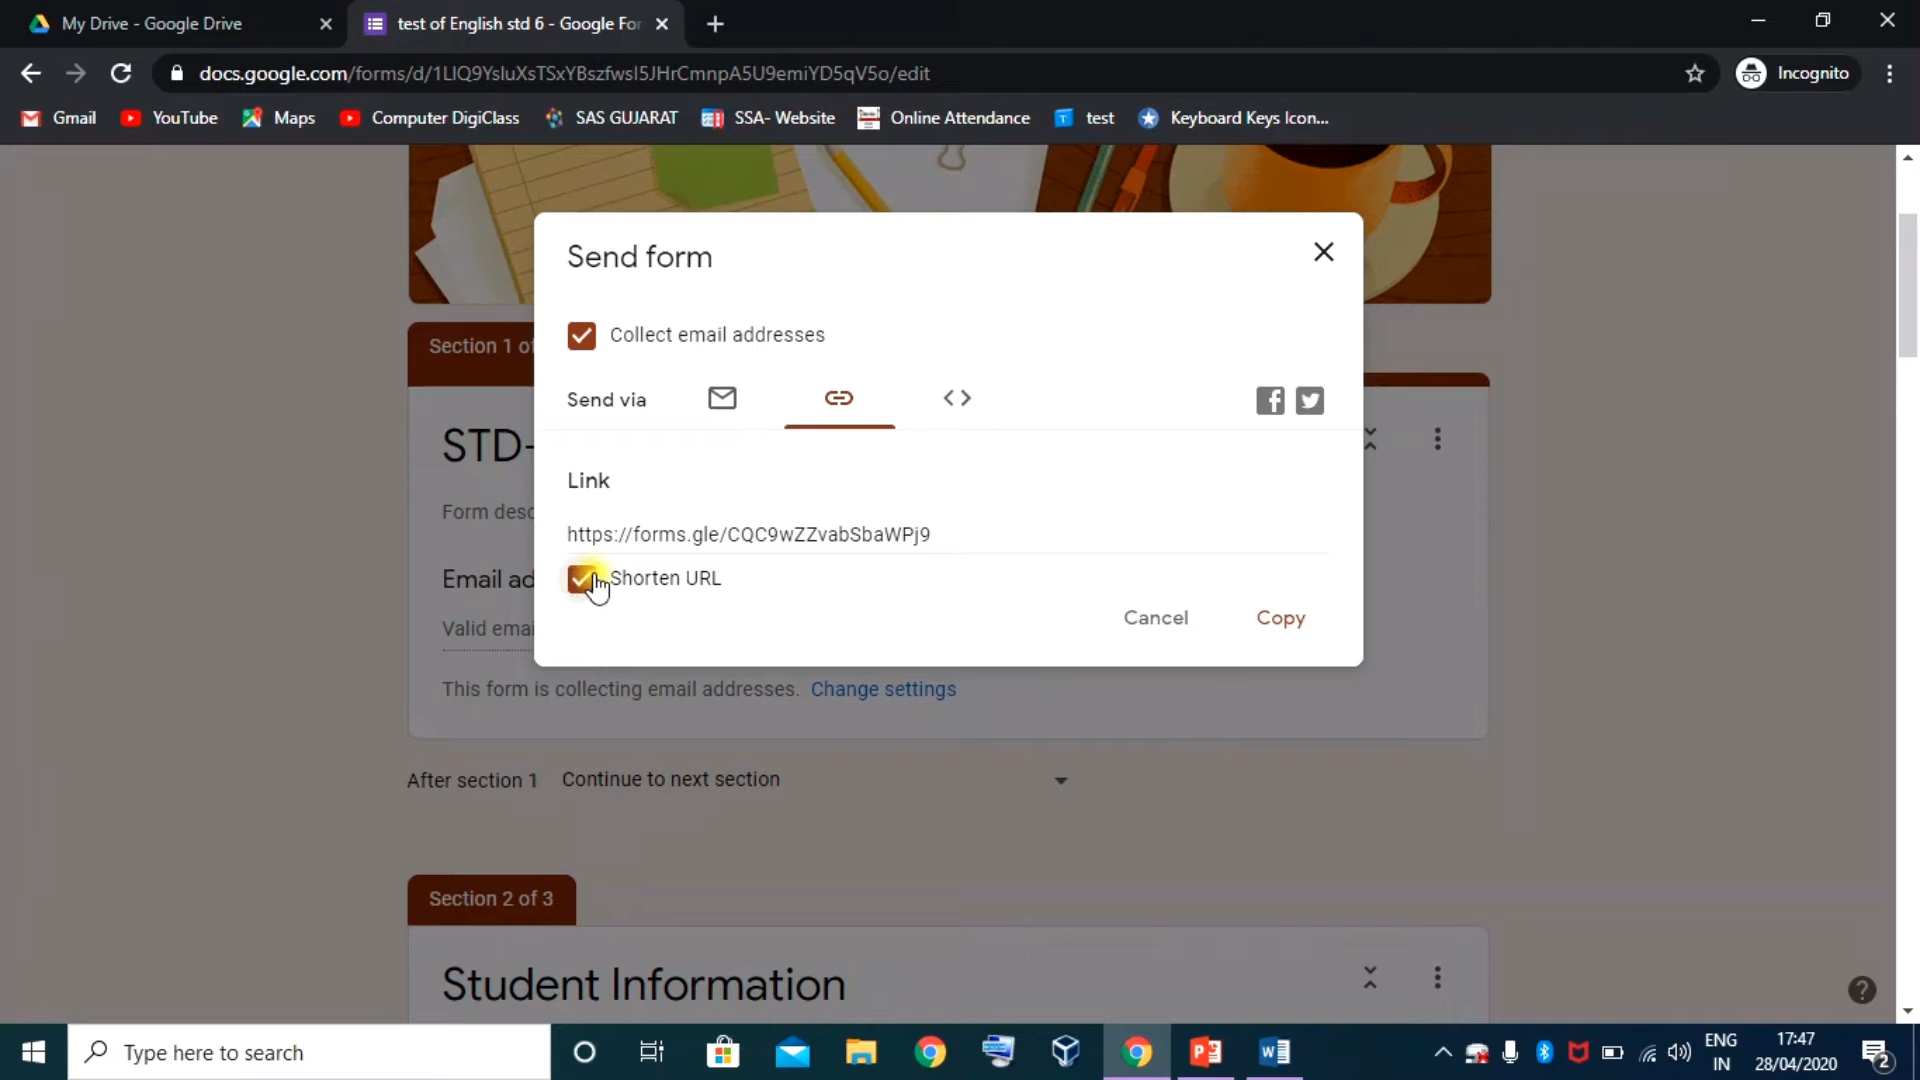 My Drive - Google Drive
test of English std 6 - Google For
docs.google.com/forms/d/1LlQ9YsluXsTSxYBszfwsI5JHrCmnpA5U9emiYD5qV5o/edit
Incognito
Gmail
YouTube
Maps
Computer DigiClass
SAS GUJARAT
SSA- Website
Online Attendance
test
Keyboard Keys Icon...
Send form
Collect email addresses
Section 1 of
Send via
STD-
Link
Form desc
https://forms.gle/CQC9wZZvabSbaWPj9
Email ad
Shorten URL
Cancel
Copy
Valid emai
This form is collecting email addresses. Change settings
After section 1 Continue to next section
Section 2 of 3
Student Information
Type here to search
ENG
IN
17:47
28/04/2020
2